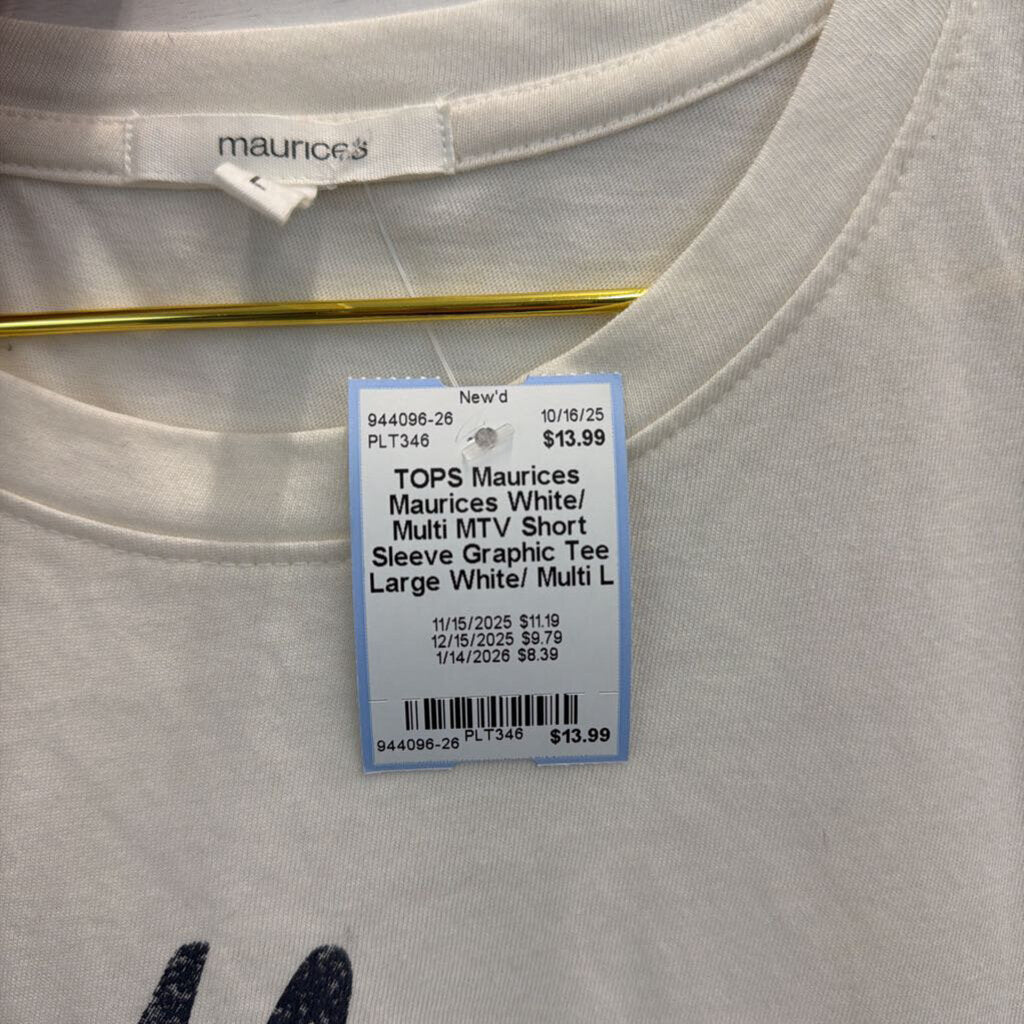 maurices
L
New'd
944096-26 10/16/25
PLT346 $13.99
TOPS Maurices
Maurices White/
Multi MTV Short
Sleeve Graphic Tee
Large White/ Multi L
11/15/2025 $11.19
12/15/2025 $9.79
1/14/2026 $8.39
944096-26 PLT346 $13.99